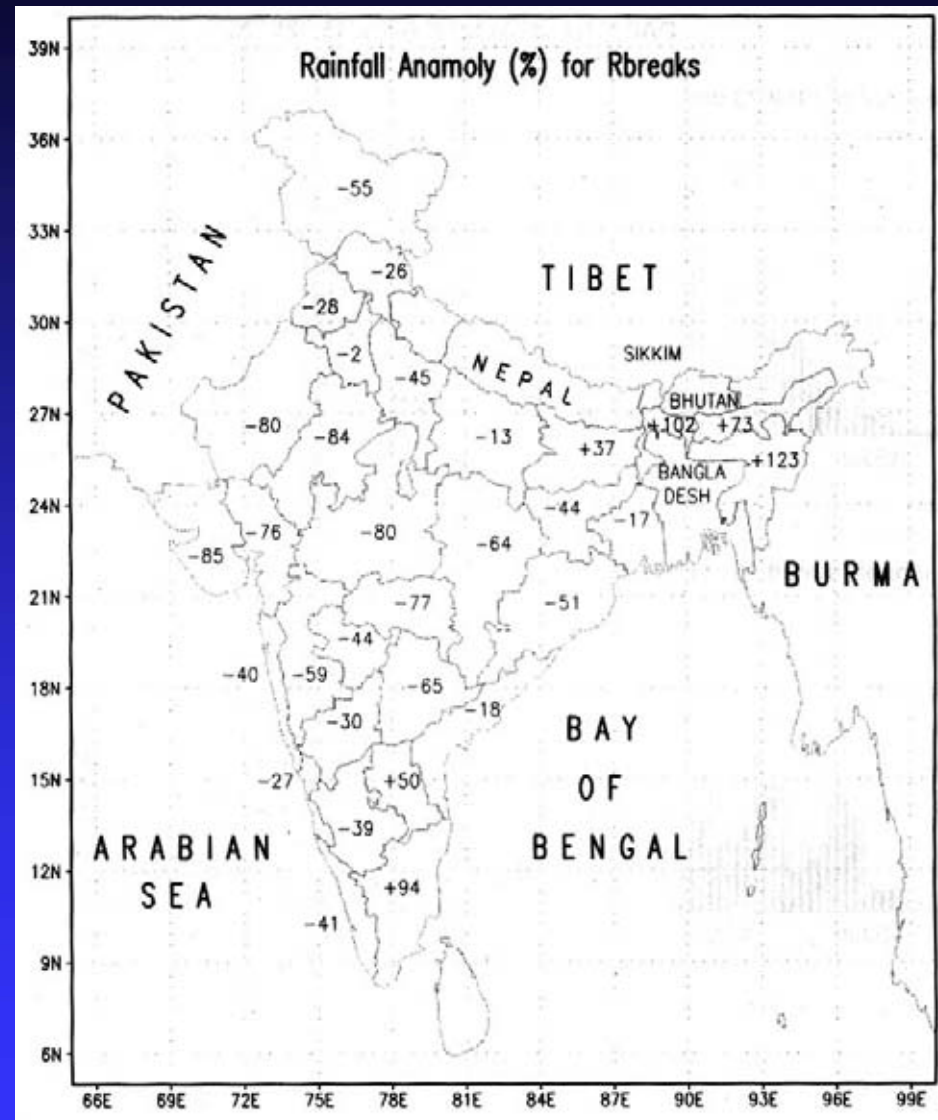 Rainfall Anamoly (%) for Rbreaks
39N
36N
33N
30N
27N
24N
21N
18N
15N
12N
9N
6N
66E 69E 72E 75E 78E 81E 84E 87E 90E 93E 96E 99E
PAKISTAN
TIBET
NEPAL
SIKKIM
BHUTAN
BANGLA
DESH
BURMA
BAY
OF
BENGAL
ARABIAN
SEA
-55
-26
-28
-2
-45
-80
-84
-13
+37
+102
+73
+123
-44
-17
-76
-80
-64
-85
-77
-51
-44
-40
-59
-65
-18
-30
-27
+50
-39
+94
-41